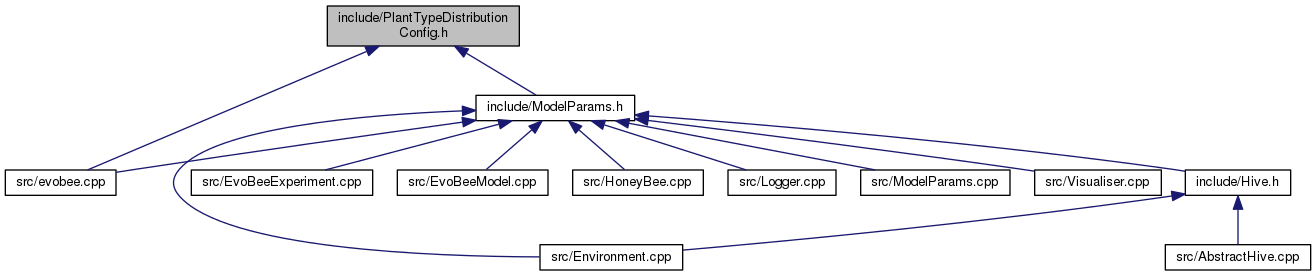 include/PlantTypeDistribution
Config.h
include/ModelParams.h
src/evobee.cpp
src/EvoBeeExperiment.cpp
src/EvoBeeModel.cpp
src/HoneyBee.cpp
src/Logger.cpp
src/ModelParams.cpp
src/Visualiser.cpp
include/Hive.h
src/Environment.cpp
src/AbstractHive.cpp